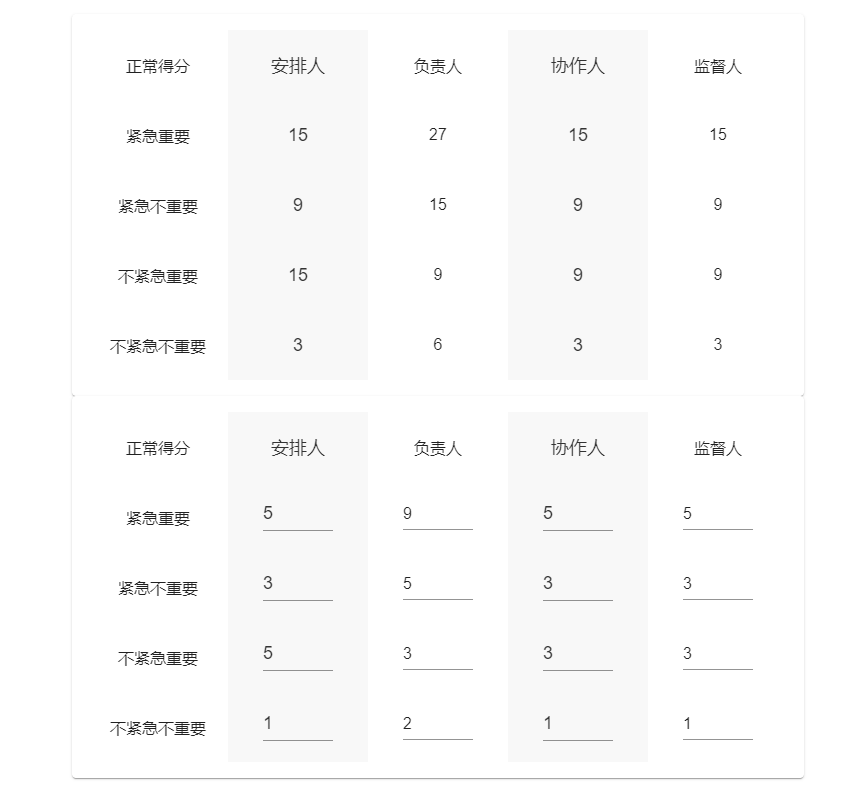 正常得分 安排人 负责人 协作人 监督人
紧急重要 15 27 15 15
紧急不重要 9 15 9 9
不紧急重要 15 9 9 9
不紧急不重要 3 6 3 3
正常得分 安排人 负责人 协作人 监督人
紧急重要 5 9 5 5
紧急不重要 3 5 3 3
不紧急重要 5 3 3 3
不紧急不重要 1 2 1 1